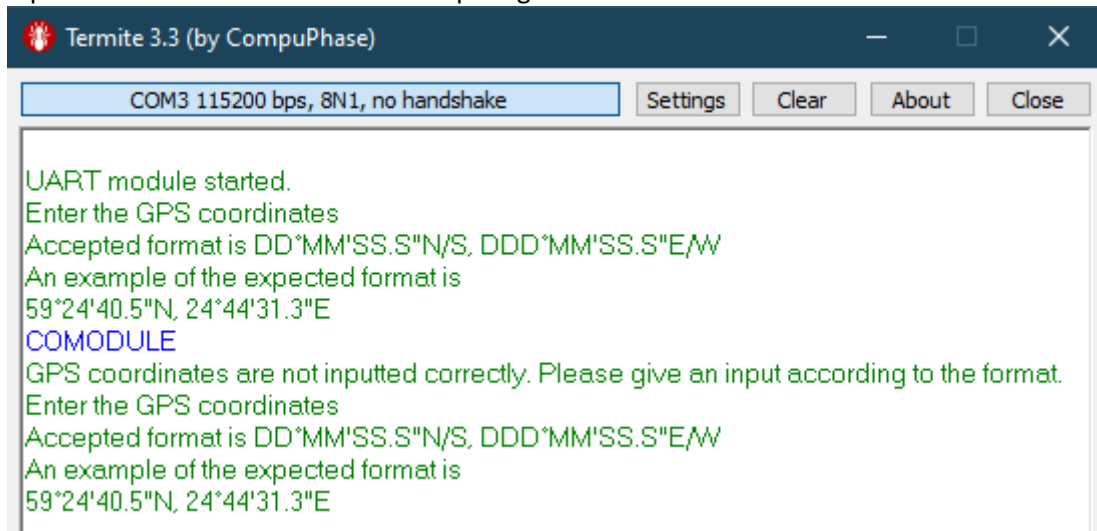 Termite 3.3 (by CompuPhase)
COM3 115200 bps, 8N1, no handshake Settings Clear About Close
UART module started.
Enter the GPS coordinates
Accepted format is DD°MM'SS.S"N/S, DDD°MM'SS.S"E/W
An example of the expected format is
59°24'40.5"N, 24°44'31.3"E
COMODULE
GPS coordinates are not inputted correctly. Please give an input according to the format.
Enter the GPS coordinates
Accepted format is DD°MM'SS.S"N/S, DDD°MM'SS.S"E/W
An example of the expected format is
59°24'40.5"N, 24°44'31.3"E